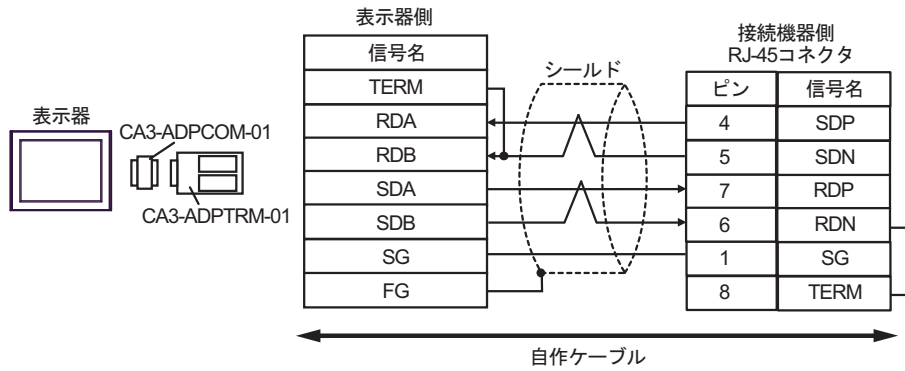 表示器
CA3-ADPCOM-01
CA3-ADPTRM-01
表示器側
信号名
TERM
RDA
RDB
SDA
SDB
SG
FG
シールド
接続機器側
RJ-45コネクタ
ピン 信号名
4 SDP
5 SDN
7 RDP
6 RDN
1 SG
8 TERM
自作ケーブル